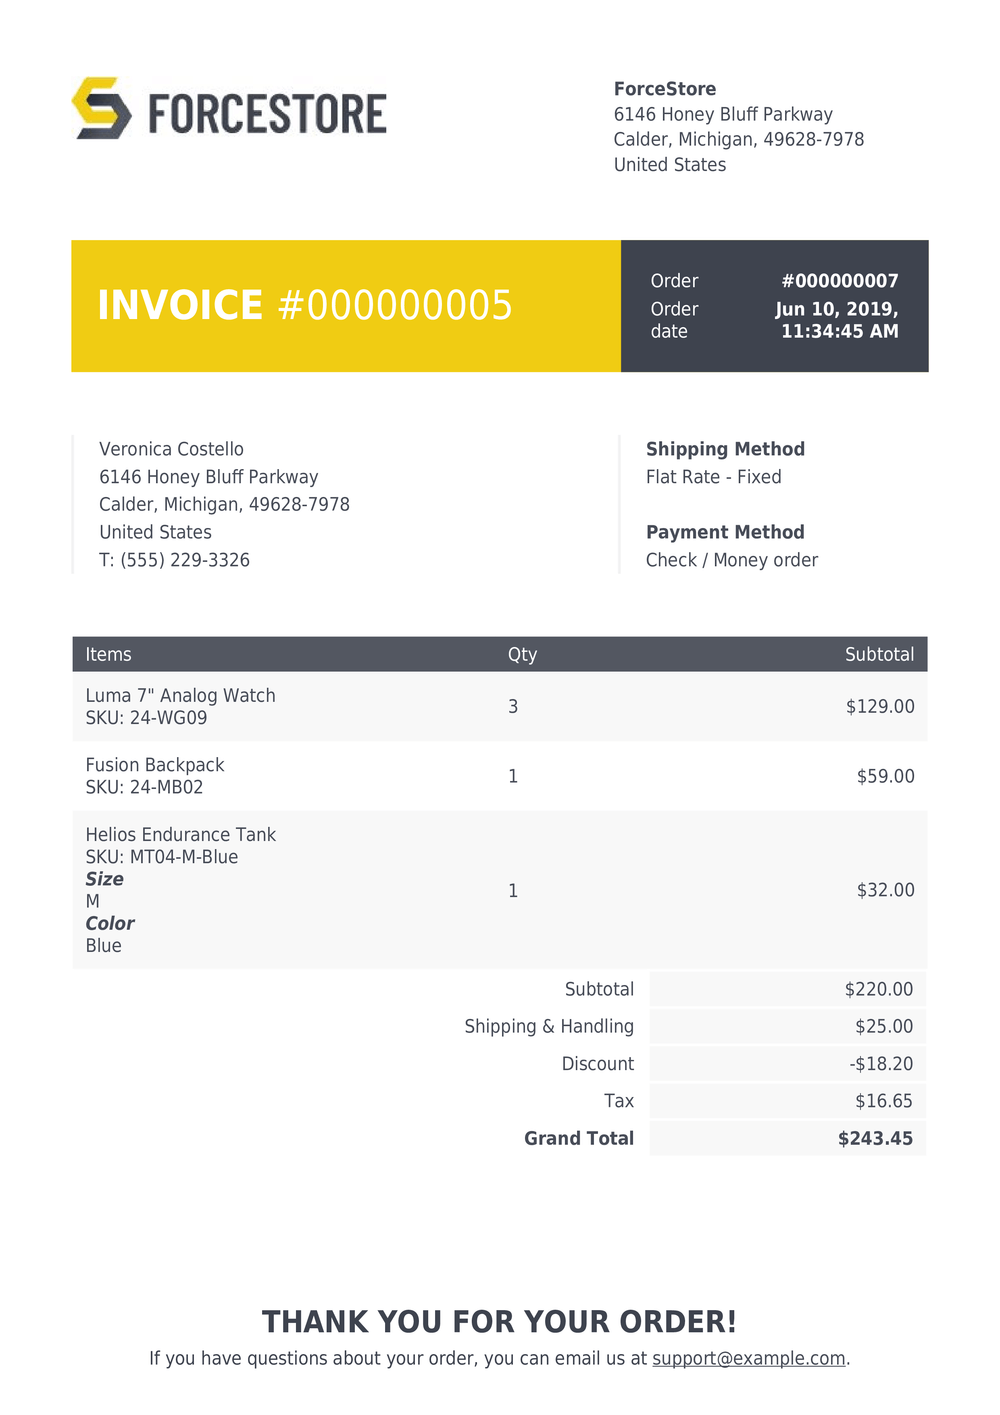 FORCESTORE
ForceStore
6146 Honey Bluff Parkway
Calder, Michigan, 49628-7978
United States
INVOICE #000000005
Order #000000007
Order date Jun 10, 2019, 11:34:45 AM
Veronica Costello
6146 Honey Bluff Parkway
Calder, Michigan, 49628-7978
United States
T: (555) 229-3326
Shipping Method
Flat Rate - Fixed
Payment Method
Check / Money order
Items Qty Subtotal
Luma 7" Analog Watch
SKU: 24-WG09
3 $129.00
Fusion Backpack
SKU: 24-MB02
1 $59.00
Helios Endurance Tank
SKU: MT04-M-Blue
Size
M
Color
Blue
1 $32.00
Subtotal $220.00
Shipping & Handling $25.00
Discount -$18.20
Tax $16.65
Grand Total $243.45
THANK YOU FOR YOUR ORDER!
If you have questions about your order, you can email us at support@example.com.